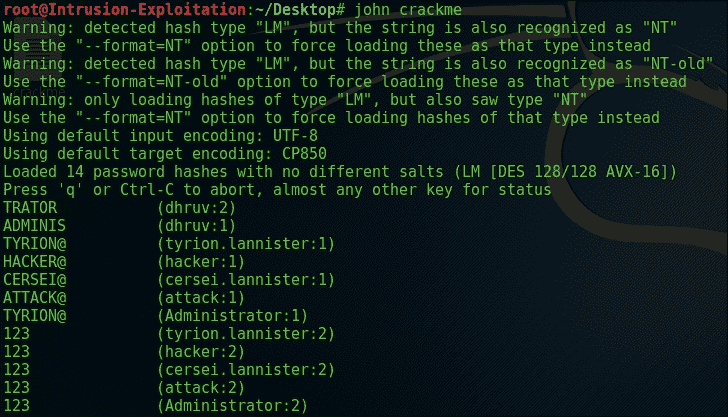 root@Intrusion-Exploitation:~/Desktop# john crackme
Warning: detected hash type "LM", but the string is also recognized as "NT"
Use the "--format=NT" option to force loading these as that type instead
Warning: detected hash type "LM", but the string is also recognized as "NT-old"
Use the "--format=NT-old" option to force loading these as that type instead
Warning: only loading hashes of type "LM", but also saw type "NT"
Use the "--format=NT" option to force loading hashes of that type instead
Using default input encoding: UTF-8
Using default target encoding: CP850
Loaded 14 password hashes with no different salts (LM [DES 128/128 AVX-16])
Press 'q' or Ctrl-C to abort, almost any other key for status
TRATOR (dhruv:2)
ADMINIS (dhruv:1)
TYRION@ (tyrion.lannister:1)
HACKER@ (hacker:1)
CERSEI@ (cersei.lannister:1)
ATTACK@ (attack:1)
TYRION@ (Administrator:1)
123 (tyrion.lannister:2)
123 (hacker:2)
123 (cersei.lannister:2)
123 (attack:2)
123 (Administrator:2)